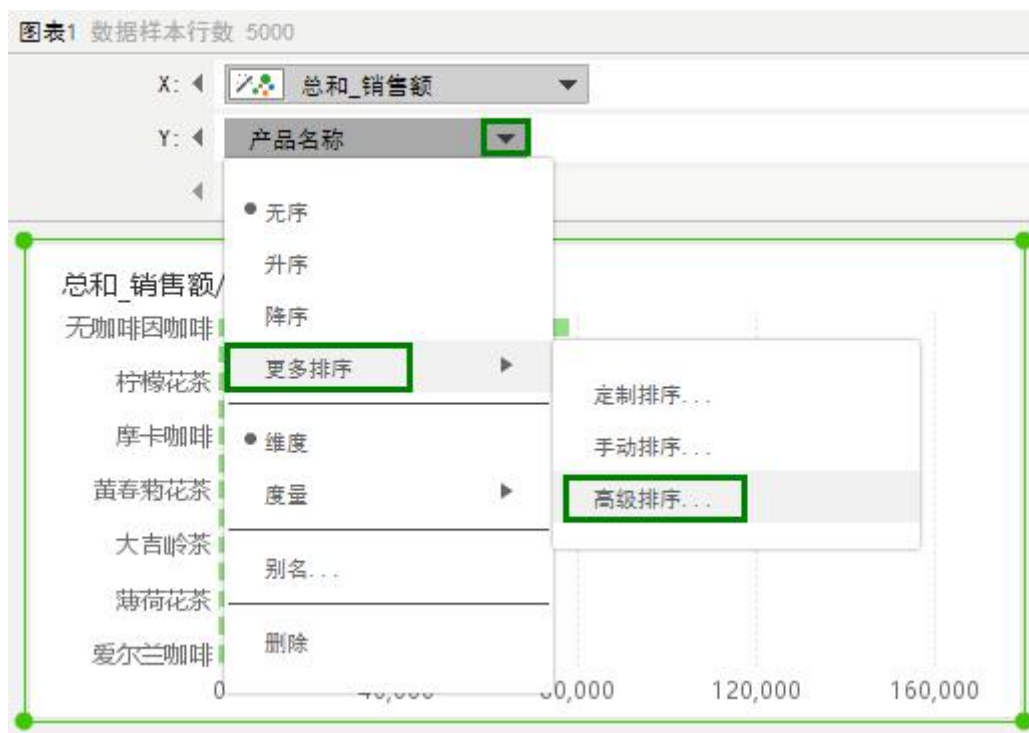 图表1 数据样本行数 5000
X: 总和_销售额
Y: 产品名称
无序
升序
降序
更多排序
维度
度量
别名...
删除
定制排序...
手动排序...
高级排序...
总和_销售额/
无咖啡因咖啡
柠檬花茶
摩卡咖啡
黄春菊花茶
大吉岭茶
薄荷花茶
爱尔兰咖啡
0 120,000 160,000